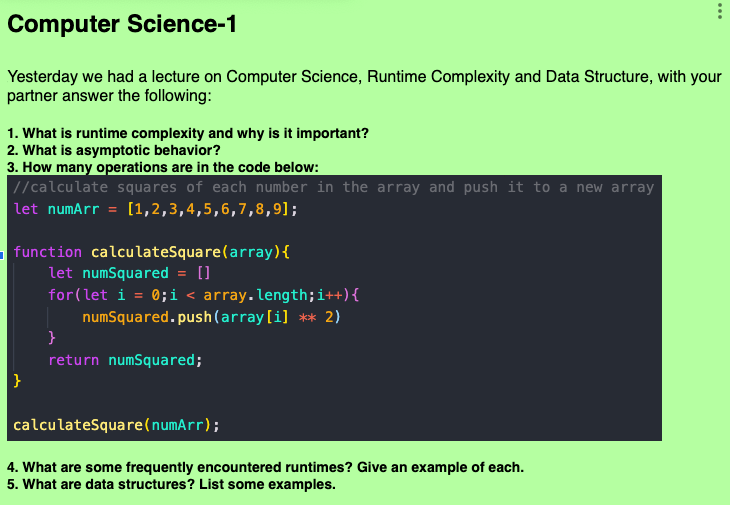 Computer Science-1
Yesterday we had a lecture on Computer Science, Runtime Complexity and Data Structure, with your
partner answer the following:
1. What is runtime complexity and why is it important?
2. What is asymptotic behavior?
3. How many operations are in the code below:
//calculate squares of each number in the array and push it to a new array
let numArr = [1,2,3,4,5,6,7,8,9];
function calculateSquare(array){
    let numSquared = []
    for(let i = 0;i < array.length;i++){
        numSquared.push(array[i] ** 2)
    }
    return numSquared;
}
calculateSquare(numArr);
4. What are some frequently encountered runtimes? Give an example of each.
5. What are data structures? List some examples.